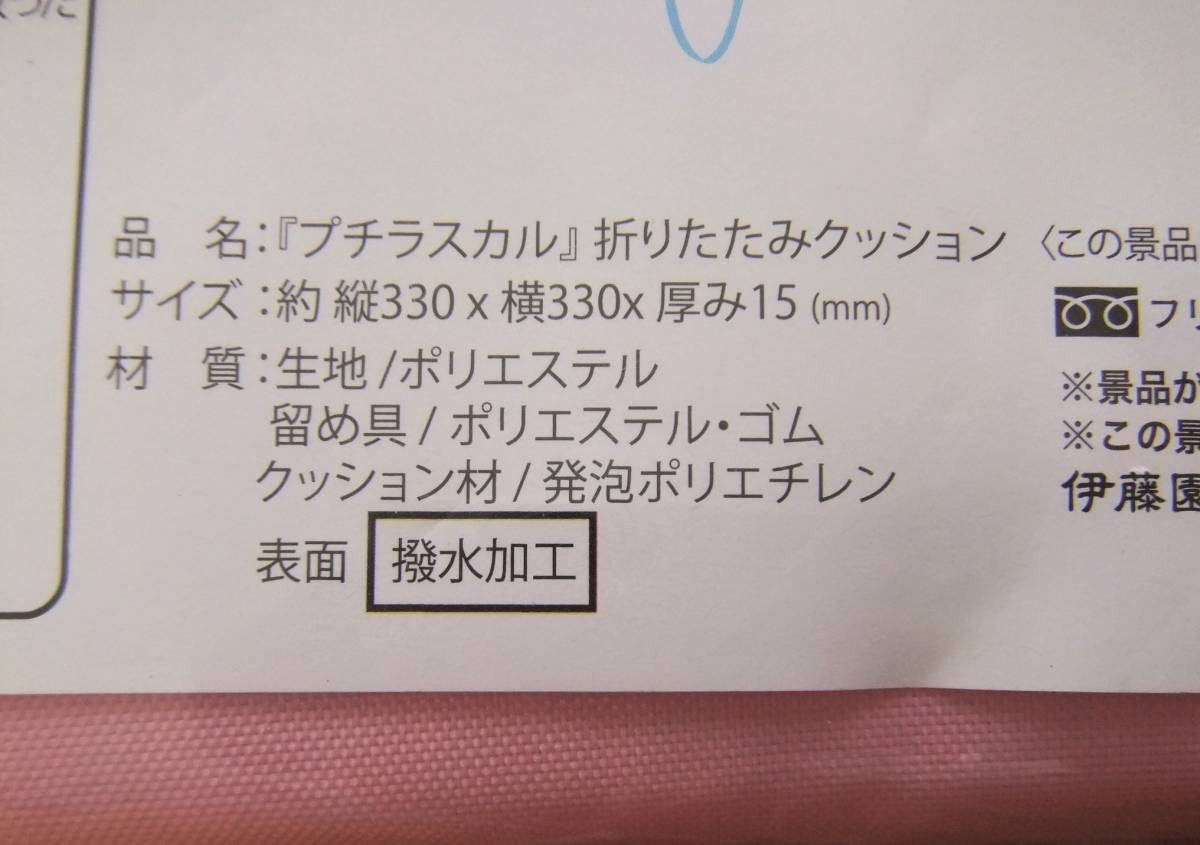 品 名：『プチラスカル』折りたたみクッション
サイズ：約 縦330 x 横330x 厚み15 (mm)
材 質：生地 /ポリエステル
留め具 / ポリエステル・ゴム
クッション材 / 発泡ポリエチレン
表面 撥水加工
〈この景品
フリ
※景品が
※この景
伊藤園